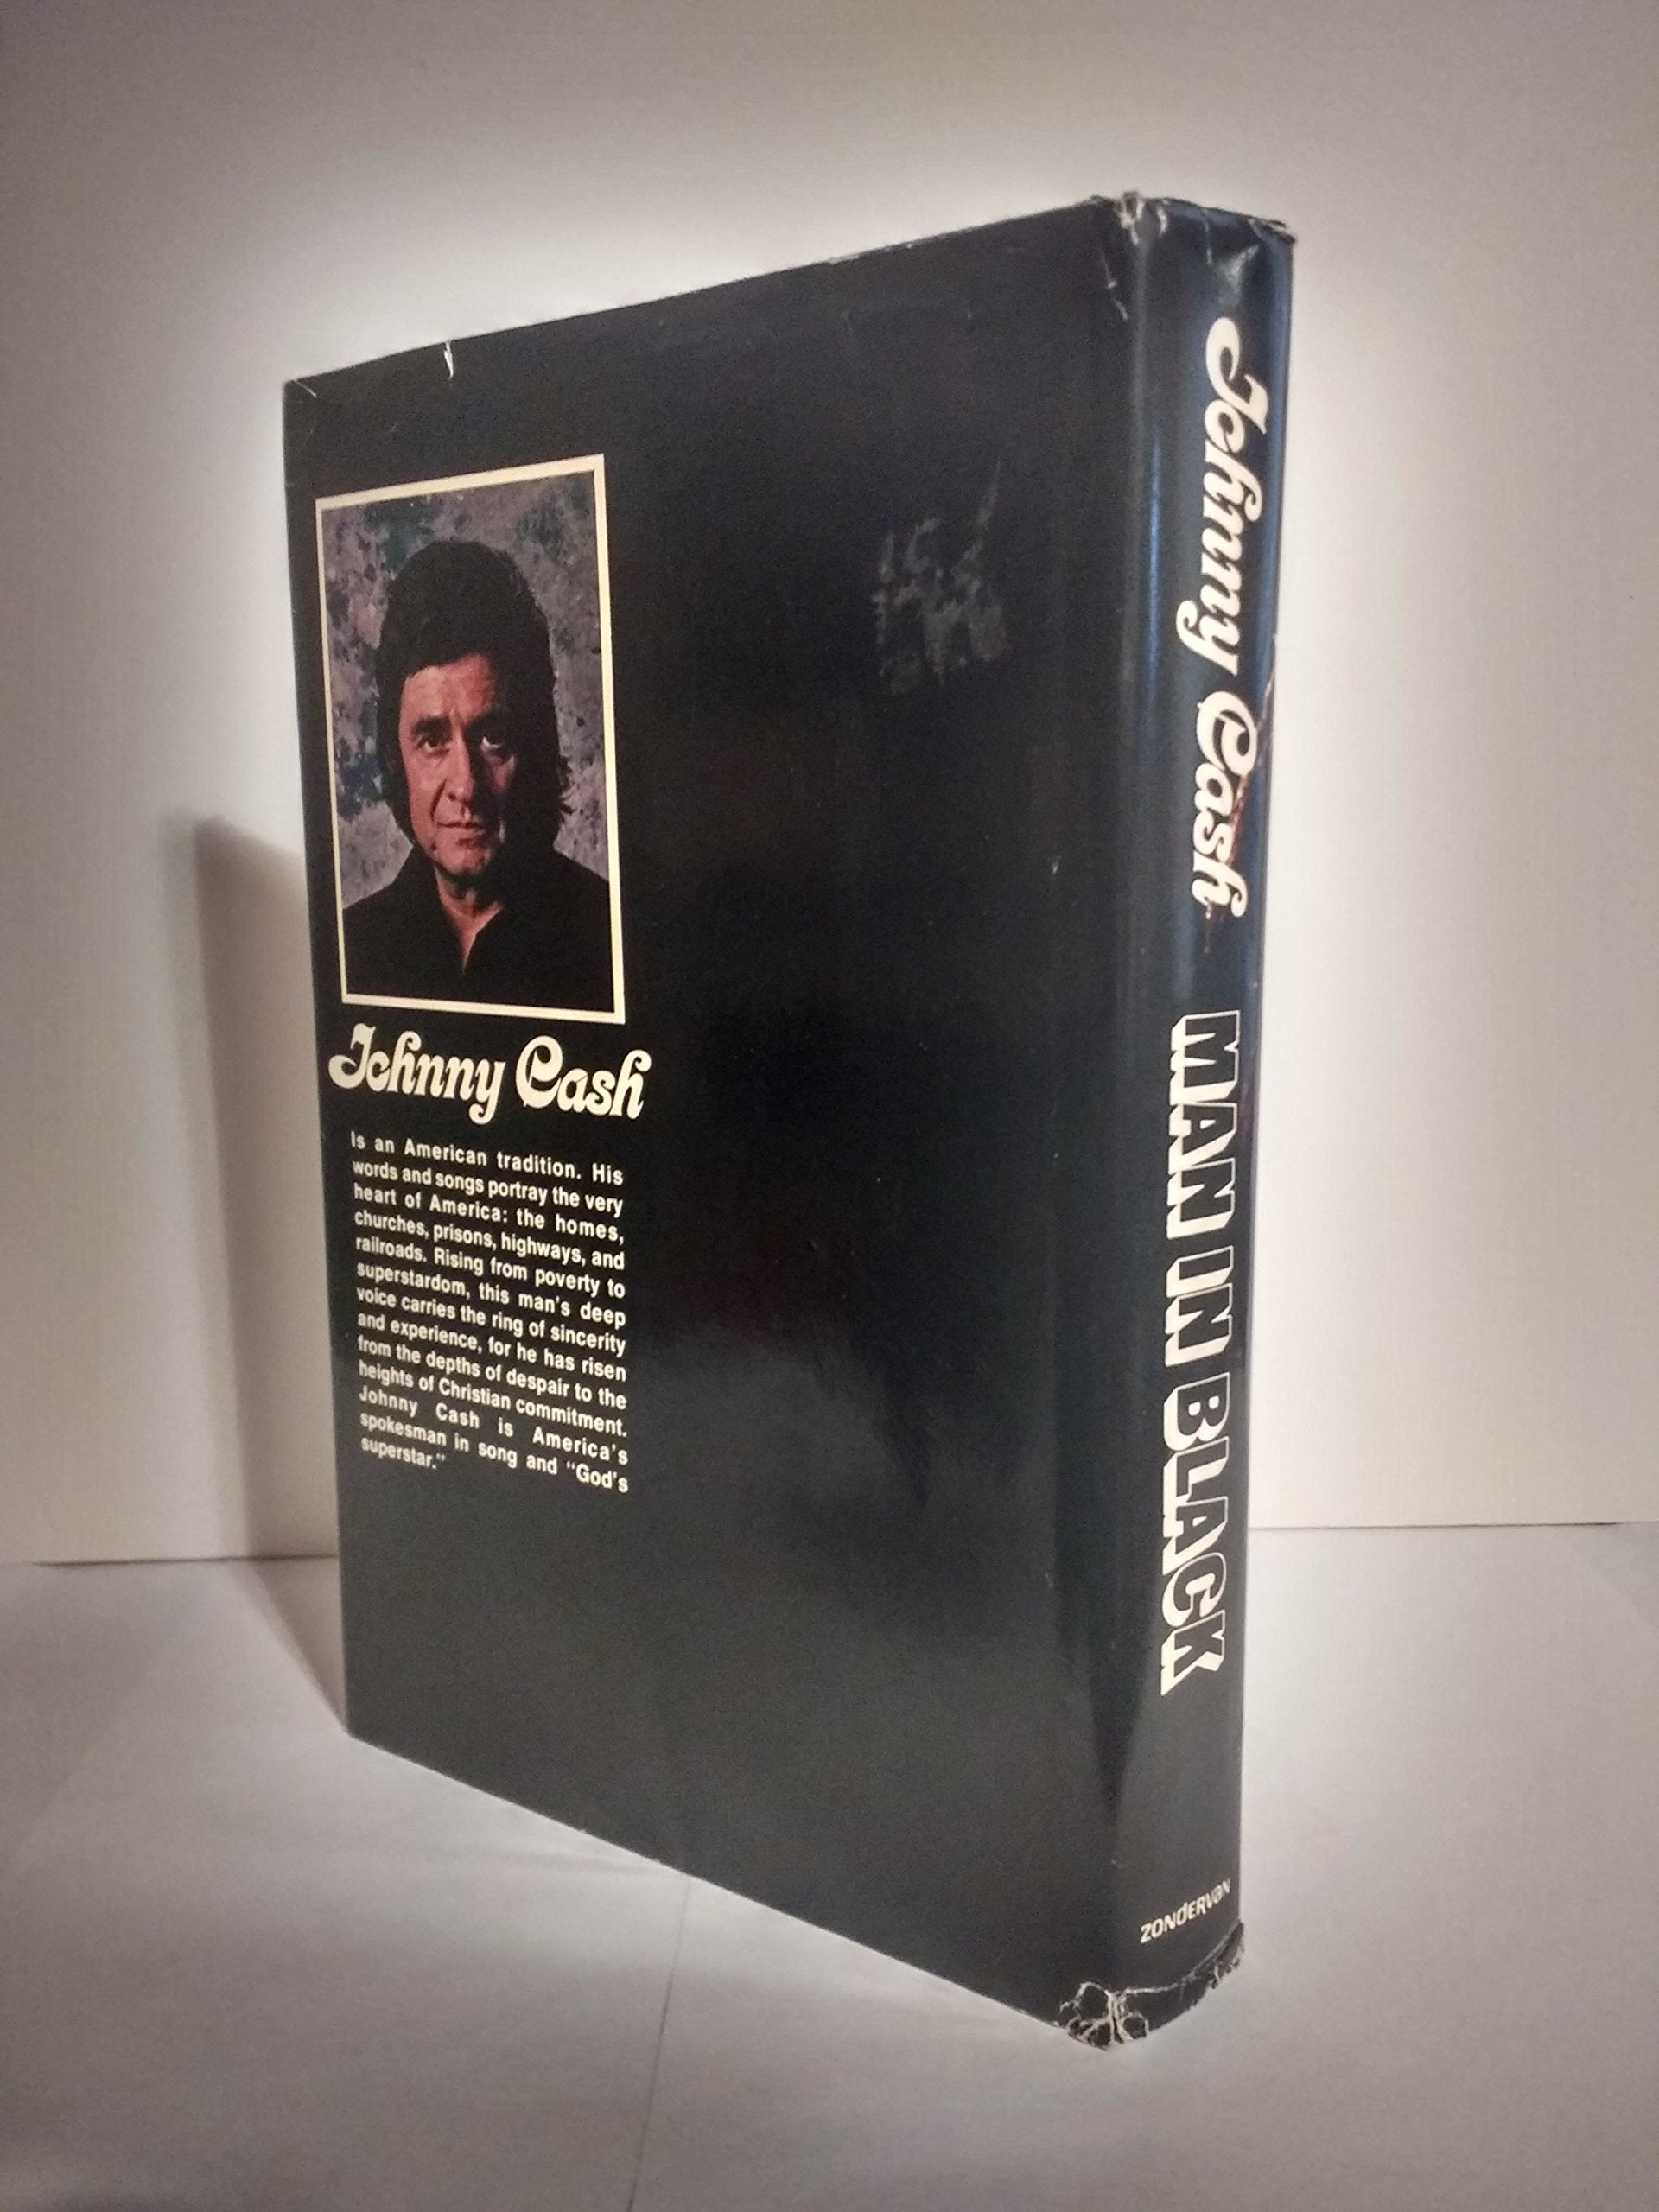 Johnny Cash
Is an American tradition. His
words and songs portray the very
heart of America: the homes,
churches, prisons, highways, and
railroads. Rising from poverty to
superstardom, this man's deep
voice carries the ring of sincerity
and experience, for he has risen
from the depths of despair to the
heights of Christian commitment.
Johnny Cash is America's
spokesman in song and "God's
superstar."
Johnny Cash MAN IN BLACK
ZONDERVAN